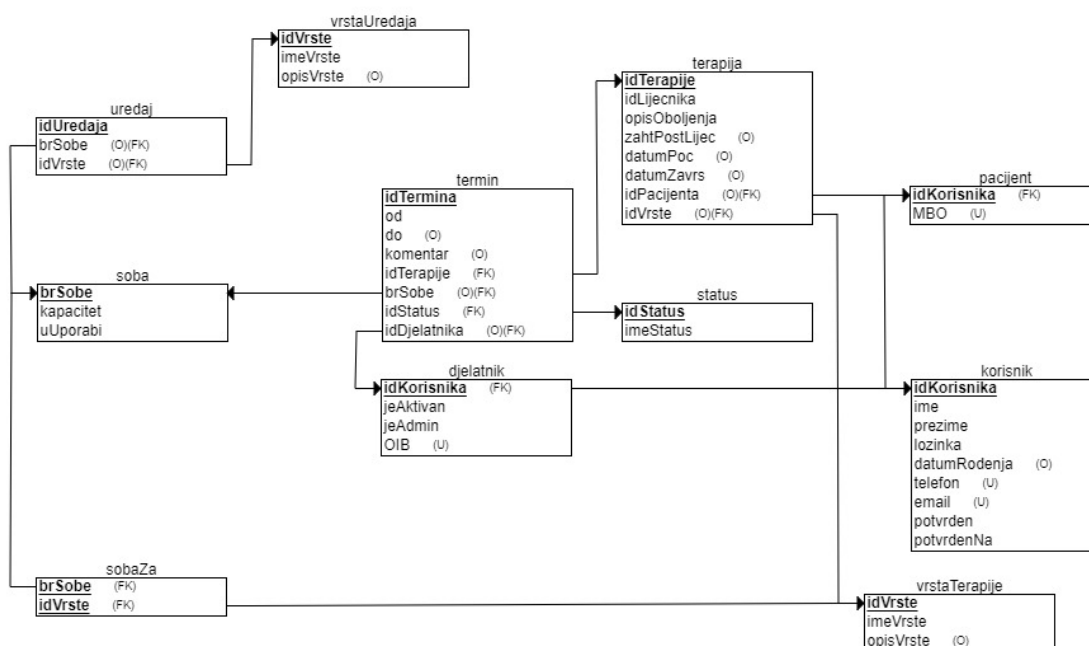 vrstaUredaja
idVrste
imeVrste
opisVrste (O)
uredaj
idUredaja
brSobe (O)(FK)
idVrste (O)(FK)
terapija
idTerapije
idLijecnika
opisOboljenja
zahtPostLijec (O)
datumPoc (O)
datumZavrs (O)
idPacijenta (O)(FK)
idVrste (O)(FK)
termin
idTermina
od
do (O)
komentar (O)
idTerapije (FK)
brSobe (O)(FK)
idStatus (FK)
idDjelatnika (O)(FK)
pacijent
idKorisnika (FK)
MBO (U)
soba
brSobe
kapacitet
uUporabi
status
idStatus
imeStatus
djelatnik
idKorisnika (FK)
jeAktivan
jeAdmin
OIB (U)
korisnik
idKorisnika
ime
prezime
lozinka
datumRodenja (O)
telefon (U)
email (U)
potvrden
potvrdenNa
sobaZa
brSobe (FK)
idVrste (FK)
vrstaTerapije
idVrste
imeVrste
opisVrste (O)